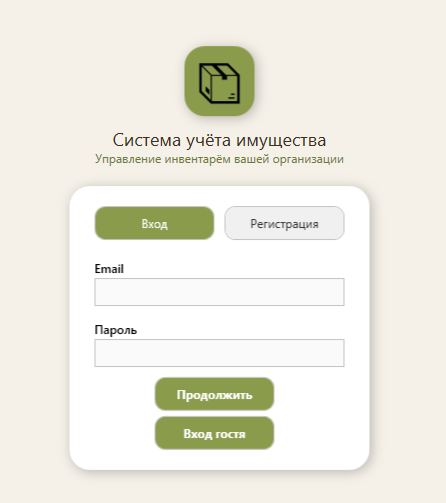 Система учёта имущества
Управление инвентарём вашей организации
Вход
Регистрация
Email
Пароль
Продолжить
Вход гостя